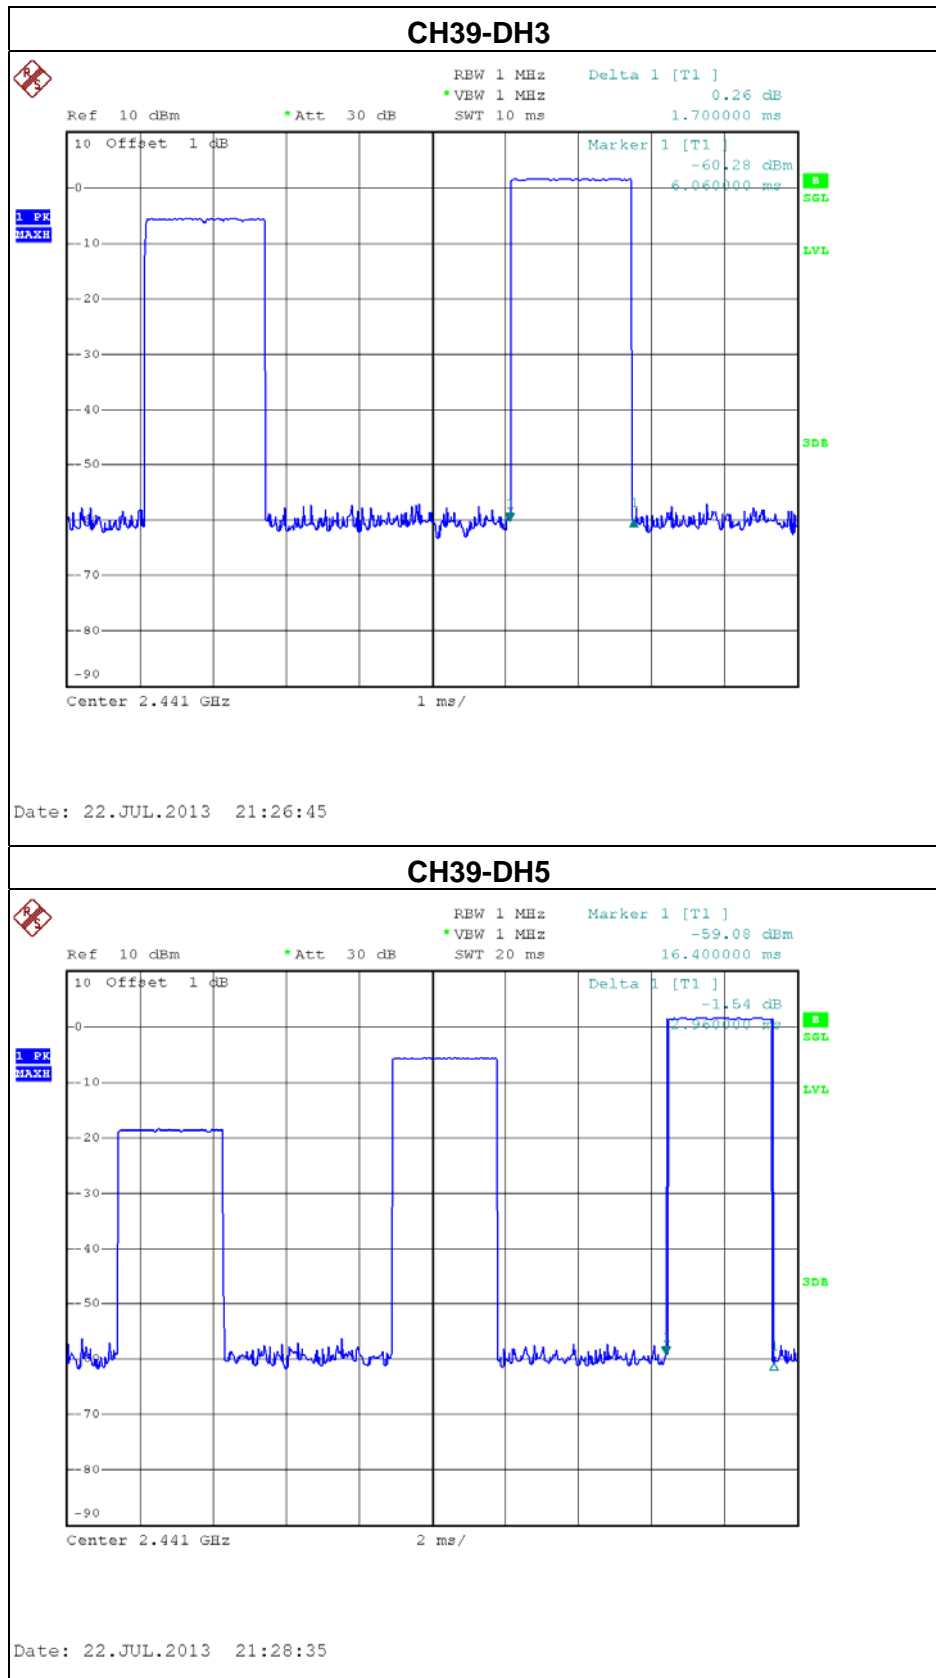 CH39-DH3
RBW 1 MHz Delta 1 [T1 ]
*VBW 1 MHz 0.26 dB
Ref 10 dBm *Att 30 dB SWT 10 ms 1.700000 ms
10 Offset 1 dB Marker 1 [T1 ]
-60.28 dBm
6.060000 ms
B
SGL
1 PK
MAXH
LVL
3DB
0
-10
-20
-30
-40
-50
-70
-80
-90
1
1
Center 2.441 GHz 1 ms/
Date: 22.JUL.2013 21:26:45
CH39-DH5
RBW 1 MHz Marker 1 [T1 ]
*VBW 1 MHz -59.08 dBm
Ref 10 dBm *Att 30 dB SWT 20 ms 16.400000 ms
10 Offset 1 dB Delta 1 [T1 ]
-1.54 dB
2.960000 ms
B
SGL
1 PK
MAXH
LVL
3DB
0
-10
-20
-30
-40
-50
-70
-80
-90
1
Center 2.441 GHz 2 ms/
Date: 22.JUL.2013 21:28:35